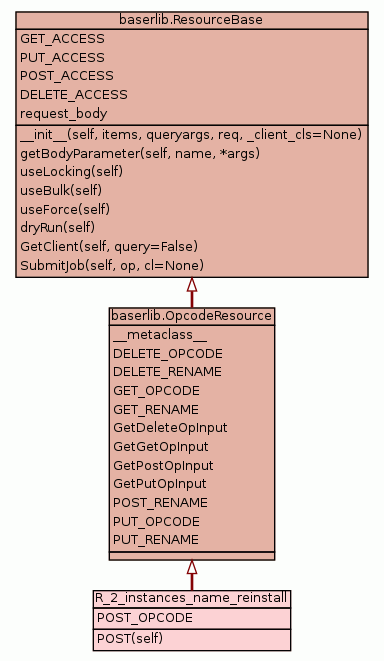 baserlib.ResourceBase
GET_ACCESS
PUT_ACCESS
POST_ACCESS
DELETE_ACCESS
request_body
__init__(self, items, queryargs, req, _client_cls=None)
getBodyParameter(self, name, *args)
useLocking(self)
useBulk(self)
useForce(self)
dryRun(self)
GetClient(self, query=False)
SubmitJob(self, op, cl=None)
baserlib.OpcodeResource
__metaclass__
DELETE_OPCODE
DELETE_RENAME
GET_OPCODE
GET_RENAME
GetDeleteOpInput
GetGetOpInput
GetPostOpInput
GetPutOpInput
POST_RENAME
PUT_OPCODE
PUT_RENAME
R_2_instances_name_reinstall
POST_OPCODE
POST(self)